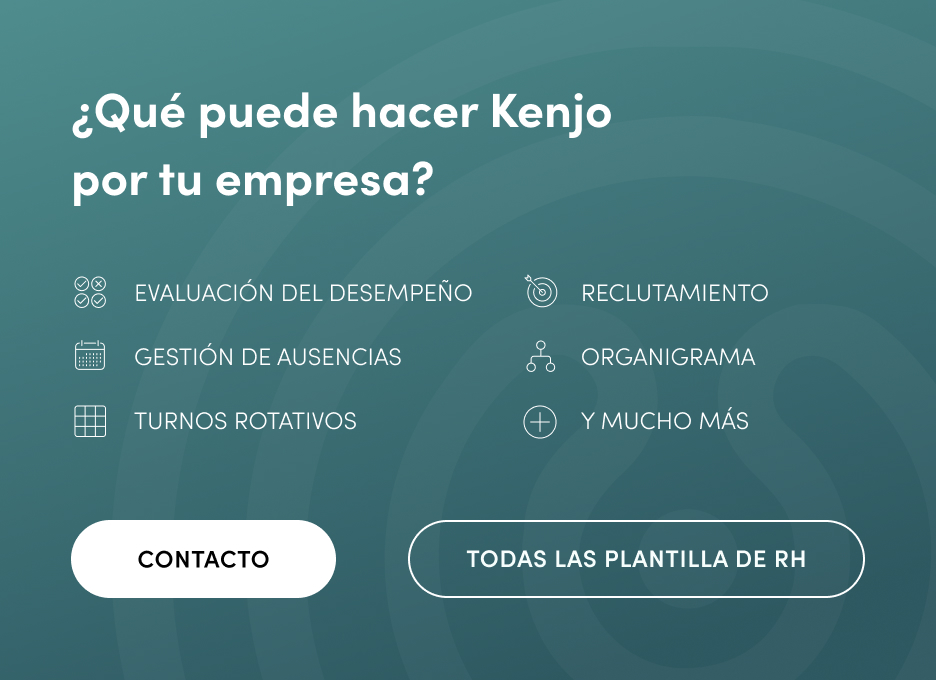 ¿Qué puede hacer Kenjo
por tu empresa?
EVALUACIÓN DEL DESEMPEÑO
RECLUTAMIENTO
GESTIÓN DE AUSENCIAS
ORGANIGRAMA
TURNOS ROTATIVOS
Y MUCHO MÁS
CONTACTO
TODAS LAS PLANTILLA DE RH